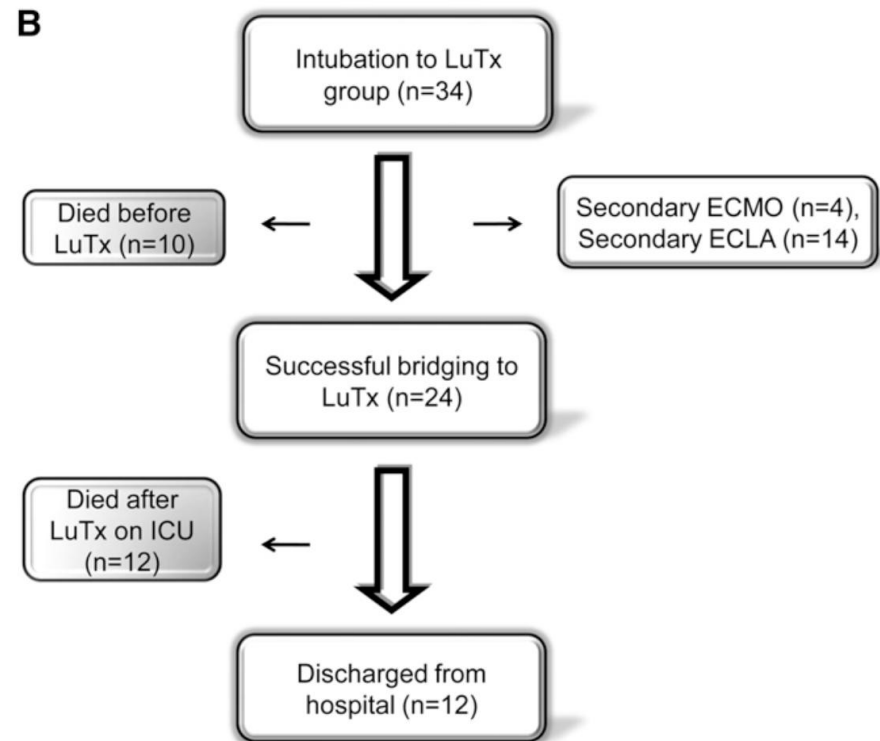 B
Intubation to LuTx
group (n=34)
Died before
LuTx (n=10)
Secondary ECMO (n=4),
Secondary ECLA (n=14)
Successful bridging to
LuTx (n=24)
Died after
LuTx on ICU
(n=12)
Discharged from
hospital (n=12)